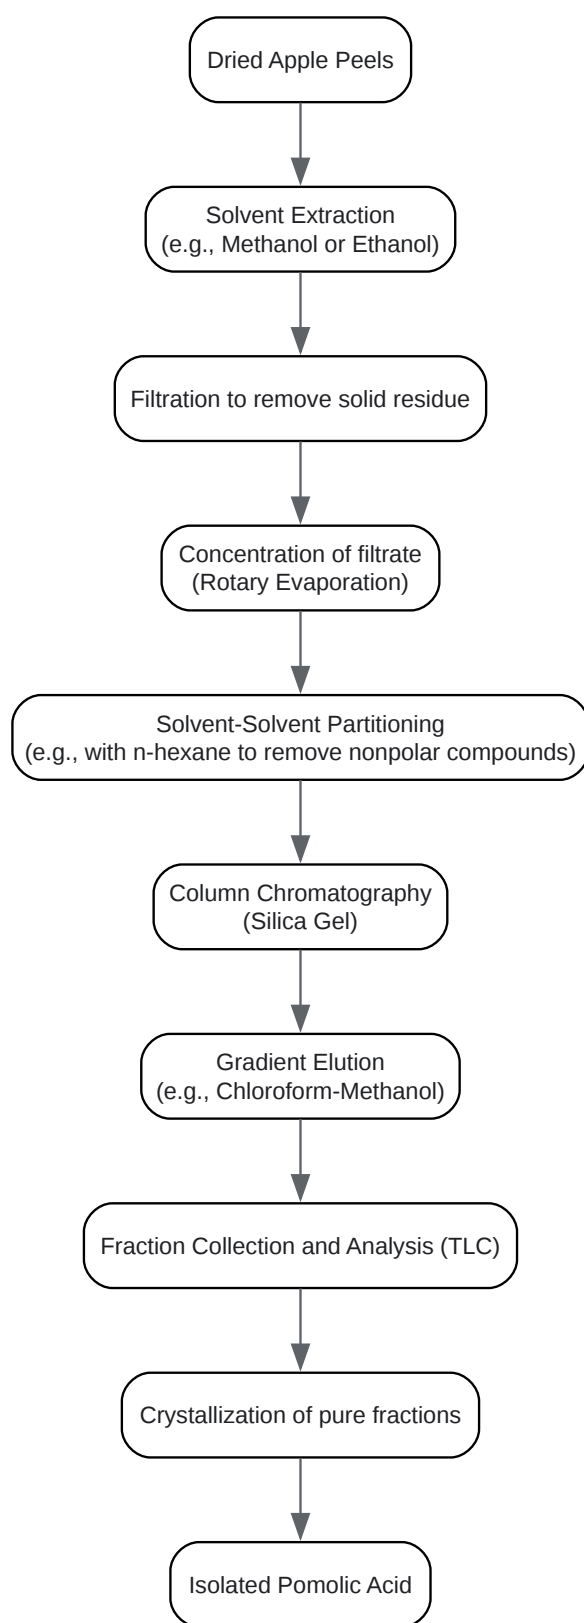 Dried Apple Peels
Solvent Extraction
(e.g., Methanol or Ethanol)
Filtration to remove solid residue
Concentration of filtrate
(Rotary Evaporation)
Solvent-Solvent Partitioning
(e.g., with n-hexane to remove nonpolar compounds)
Column Chromatography
(Silica Gel)
Gradient Elution
(e.g., Chloroform-Methanol)
Fraction Collection and Analysis (TLC)
Crystallization of pure fractions
Isolated Pomolic Acid